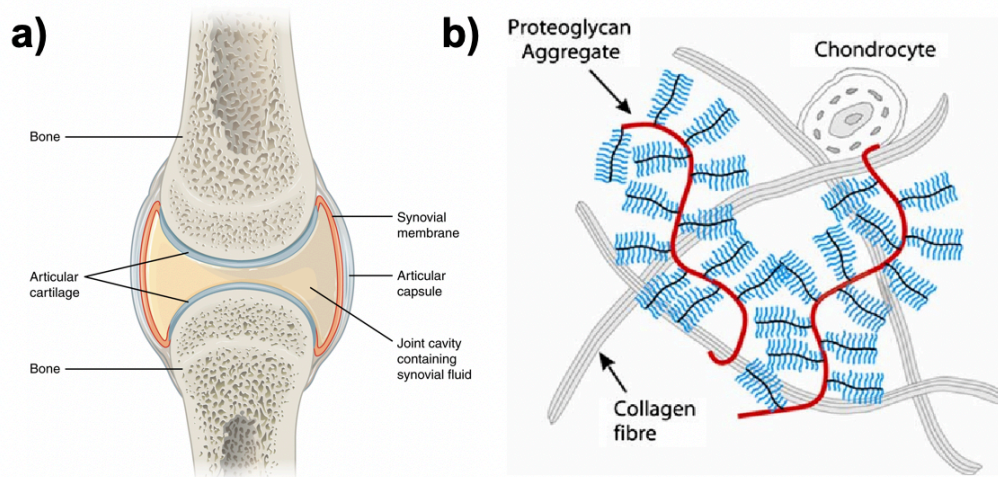 a)
Bone
Synovial
membrane
Articular
cartilage
Articular
capsule
Joint cavity
containing
synovial fluid
Bone
b)
Proteoglycan
Aggregate
Chondrocyte
Collagen
fibre